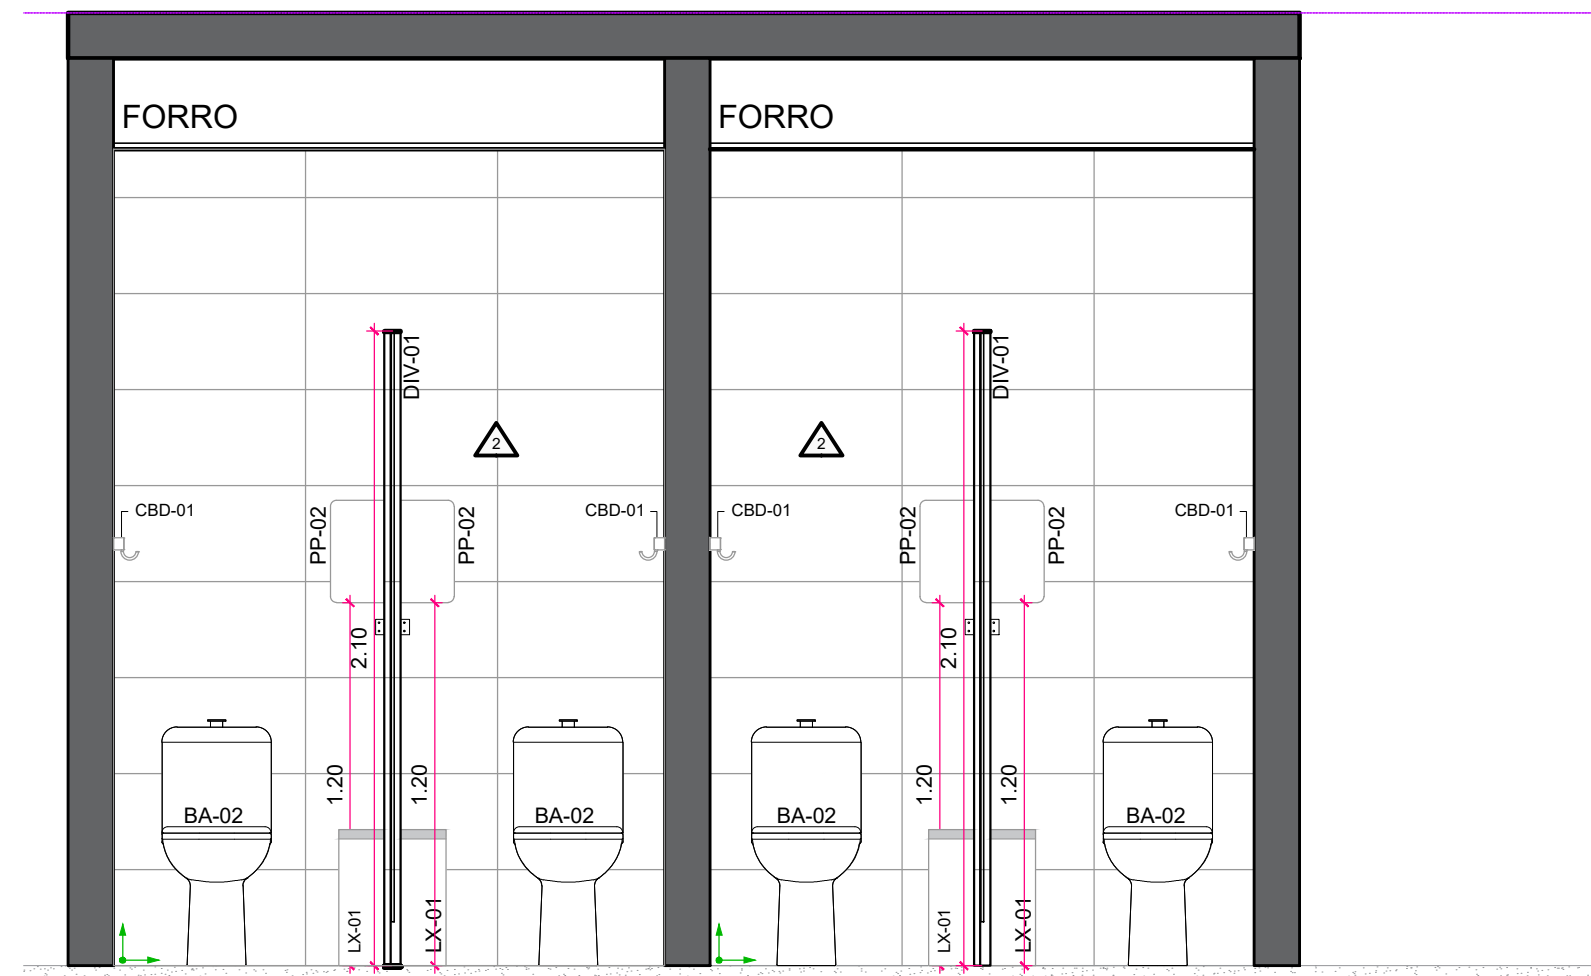 FORRO
FORRO
DIV-01
DIV-01
2
2
CBD-01
PP-02
PP-02
CBD-01
CBD-01
PP-02
PP-02
CBD-01
2.10
2.10
1.20
1.20
1.20
1.20
BA-02
BA-02
BA-02
BA-02
LX-01
LX-01
LX-01
LX-01